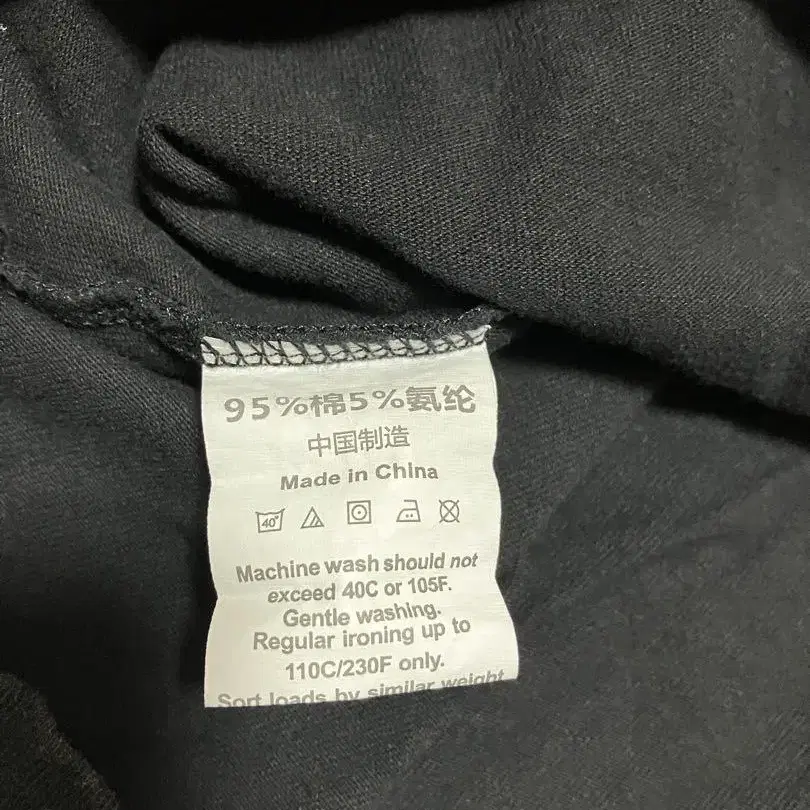 95%棉5%氨纶
中国制造
Made in China
40°
Machine wash should not
exceed 40C or 105F.
Gentle washing.
Regular ironing up to
110C/230F only.
Sort loads by similar weight